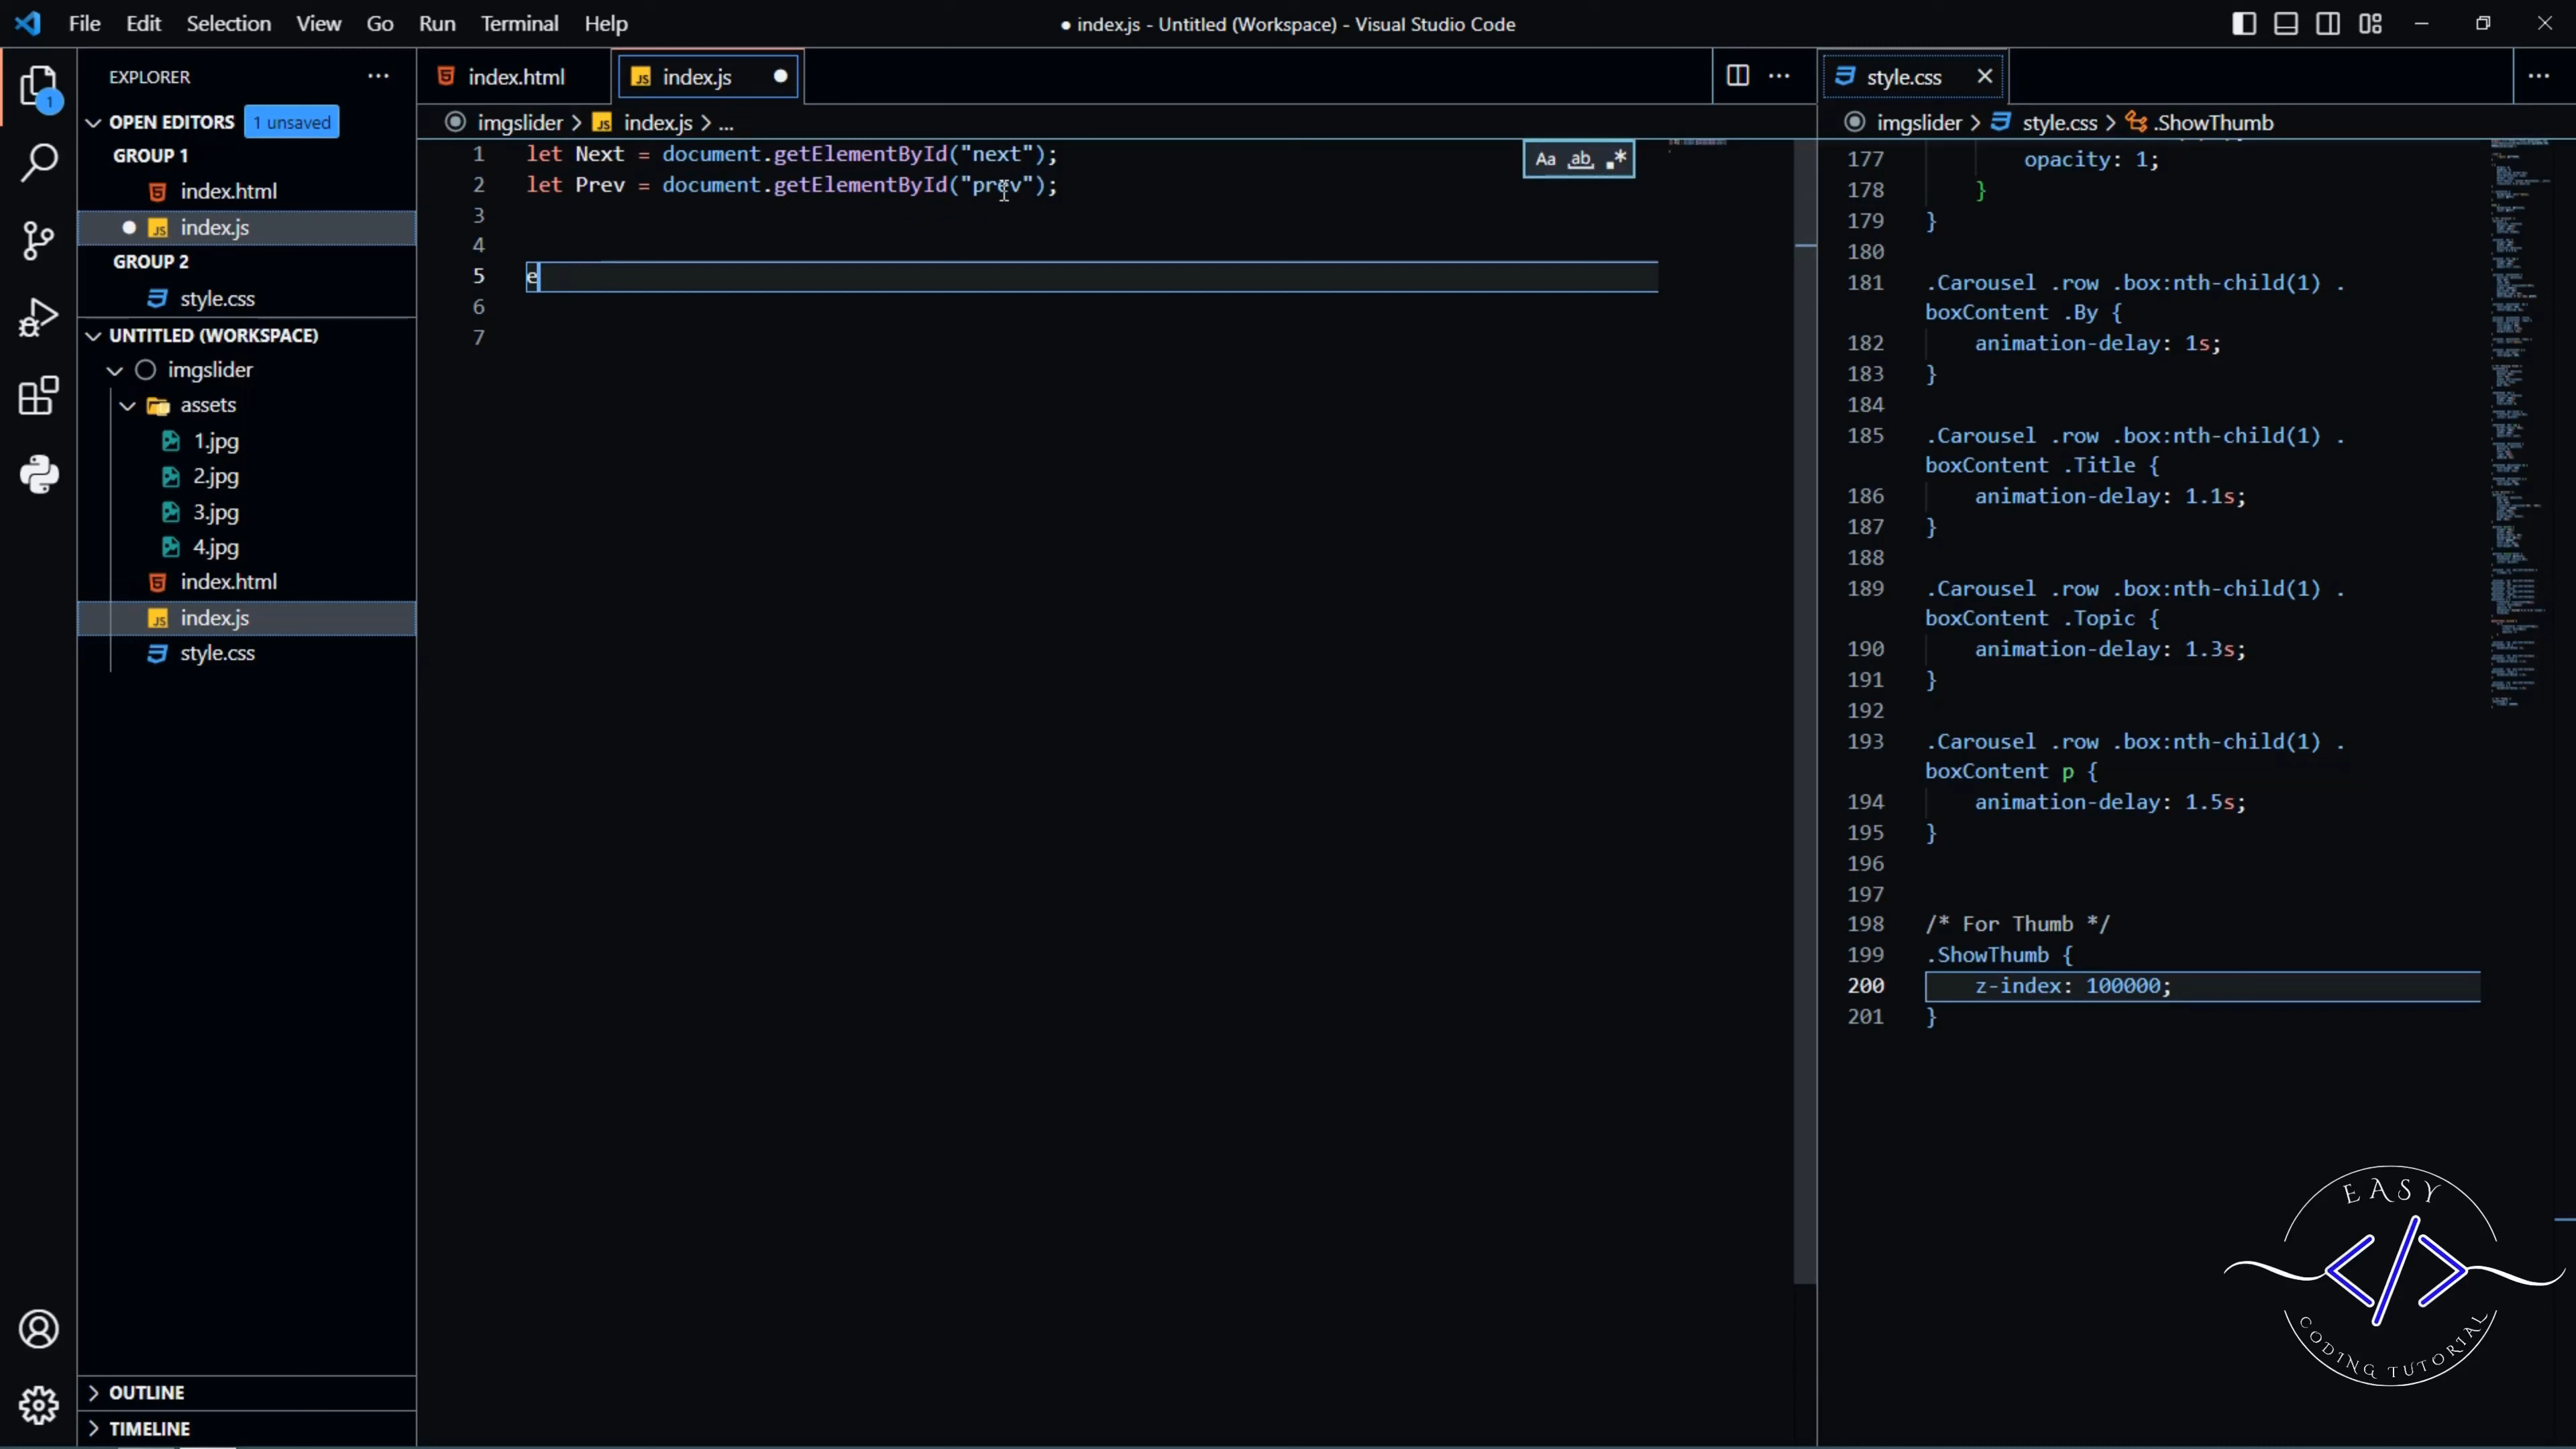 File Edit Selection View Go Run Terminal Help
● index.js - Untitled (Workspace) - Visual Studio Code
EXPLORER
1
OPEN EDITORS 1 unsaved
GROUP 1
index.html
JS index.js
GROUP 2
style.css
UNTITLED (WORKSPACE)
imgslider
assets
1.jpg
2.jpg
3.jpg
4.jpg
index.html
JS index.js
style.css
OUTLINE
TIMELINE
index.html
JS index.js
imgslider > JS index.js > ...
Aa ab .*
1 let Next = document.getElementById("next");
2 let Prev = document.getElementById("prev");
3
4
5 e
6
7
style.css
imgslider > style.css > .ShowThumb
177 opacity: 1;
178 }
179 }
180
181 .Carousel .row .box:nth-child(1) .
boxContent .By {
182 animation-delay: 1s;
183 }
184
185 .Carousel .row .box:nth-child(1) .
boxContent .Title {
186 animation-delay: 1.1s;
187 }
188
189 .Carousel .row .box:nth-child(1) .
boxContent .Topic {
190 animation-delay: 1.3s;
191 }
192
193 .Carousel .row .box:nth-child(1) .
boxContent p {
194 animation-delay: 1.5s;
195 }
196
197
198 /* For Thumb */
199 .ShowThumb {
200 z-index: 100000;
201 }
EASY
</>
CODING TUTORIAL